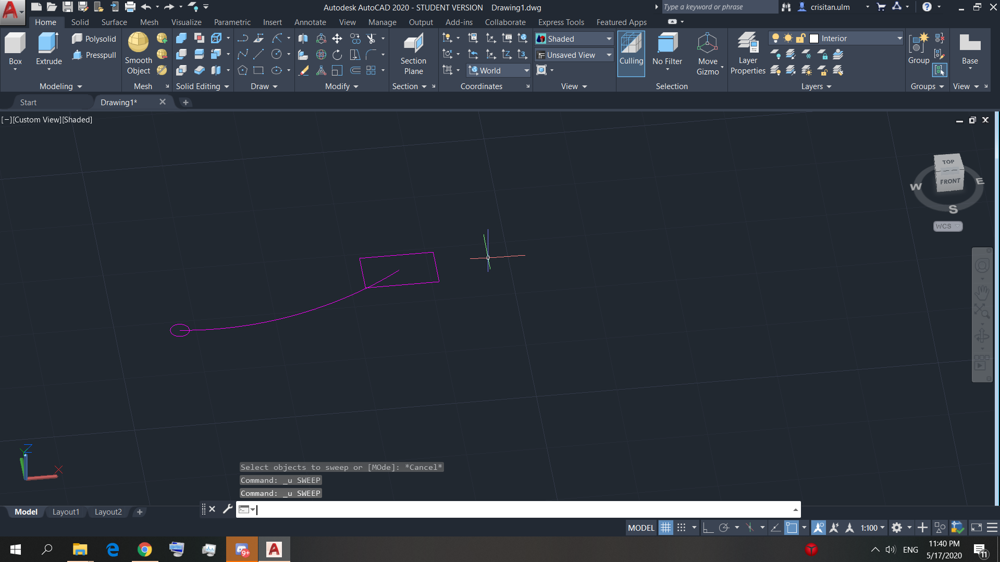 Autodesk AutoCAD 2020 - STUDENT VERSION Drawing1.dwg
Type a keyword or phrase
crisitan.ulm
Home Solid Surface Mesh Visualize Parametric Insert Annotate View Manage Output Add-ins Collaborate Express Tools Featured Apps
Box
Extrude
Polysolid
Presspull
Smooth
Object
Section
Plane
World
Shaded
Unsaved View
Culling
No Filter
Move
Gizmo
Layer
Properties
Interior
Group
Base
Modeling Mesh Solid Editing Draw Modify Section Coordinates View Selection Layers Groups View
Start Drawing1*
[−][Custom View][Shaded]
TOP
FRONT
W E
S
WCS
Z
X
Select objects to sweep or [MOde]: *Cancel*
Command: _u SWEEP
Command: _u SWEEP
Model Layout1 Layout2
MODEL 1:100
9+
ENG
11:40 PM
5/17/2020
11